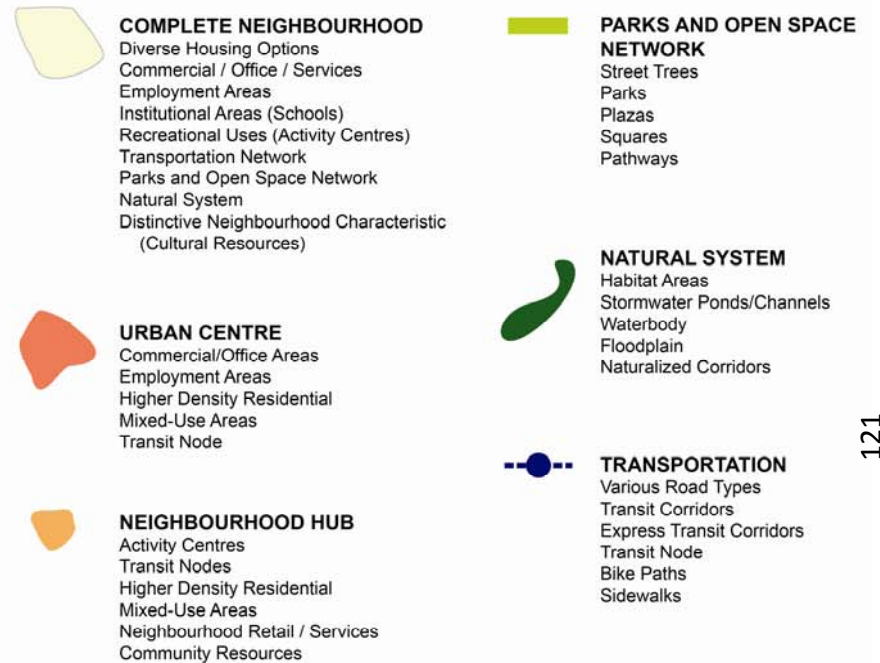 COMPLETE NEIGHBOURHOOD
Diverse Housing Options
Commercial / Office / Services
Employment Areas
Institutional Areas (Schools)
Recreational Uses (Activity Centres)
Transportation Network
Parks and Open Space Network
Natural System
Distinctive Neighbourhood Characteristic
(Cultural Resources)
URBAN CENTRE
Commercial/Office Areas
Employment Areas
Higher Density Residential
Mixed-Use Areas
Transit Node
NEIGHBOURHOOD HUB
Activity Centres
Transit Nodes
Higher Density Residential
Mixed-Use Areas
Neighbourhood Retail / Services
Community Resources
PARKS AND OPEN SPACE
NETWORK
Street Trees
Parks
Plazas
Squares
Pathways
NATURAL SYSTEM
Habitat Areas
Stormwater Ponds/Channels
Waterbody
Floodplain
Naturalized Corridors
TRANSPORTATION
Various Road Types
Transit Corridors
Express Transit Corridors
Transit Node
Bike Paths
Sidewalks
121